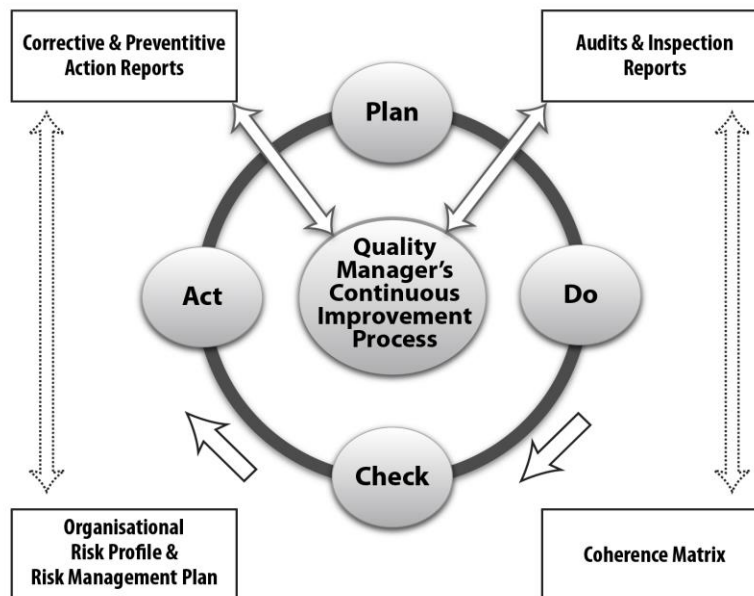 Corrective & Preventitive
Action Reports
Audits & Inspection
Reports
Plan
Quality
Manager's
Continuous
Improvement
Process
Act
Do
Check
Organisational
Risk Profile &
Risk Management Plan
Coherence Matrix